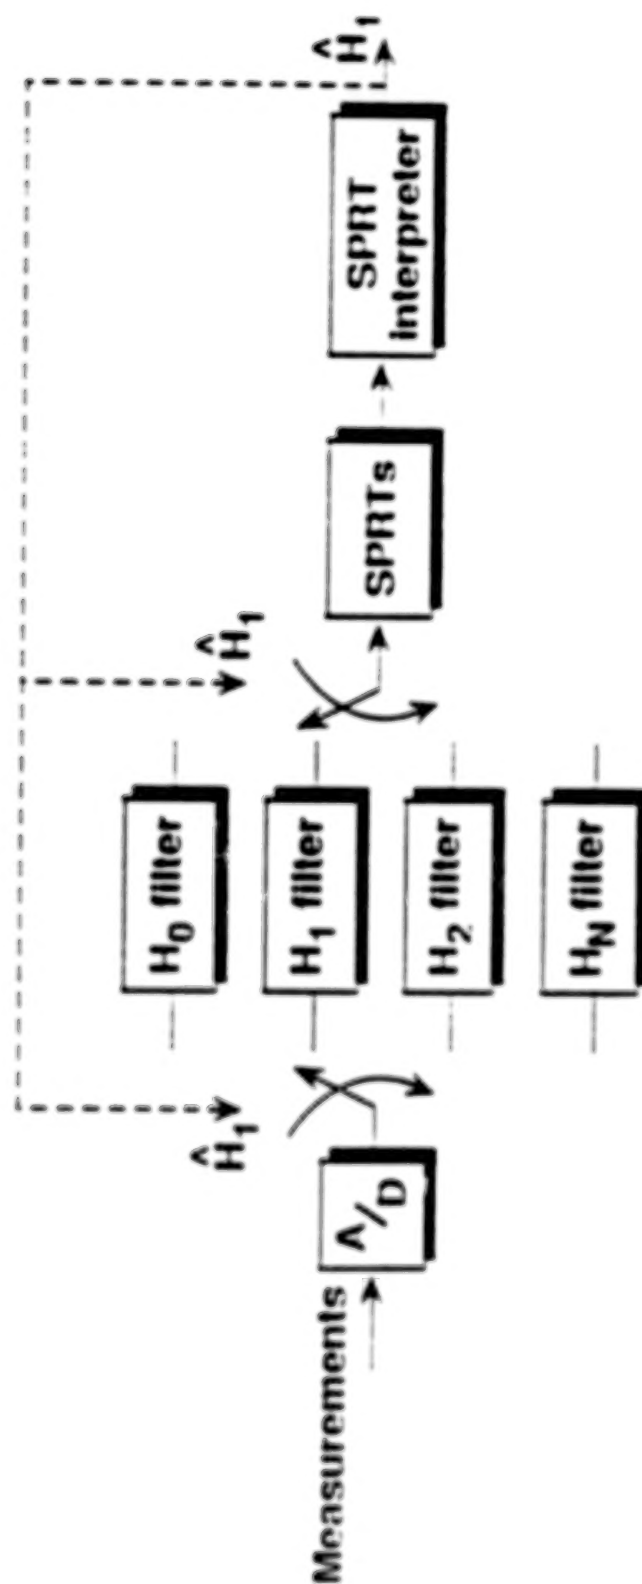 Measurements
A/D
Ĥ1
H0 filter
H1 filter
H2 filter
HN filter
Ĥ1
SPRTs
SPRT
interpreter
Ĥ1